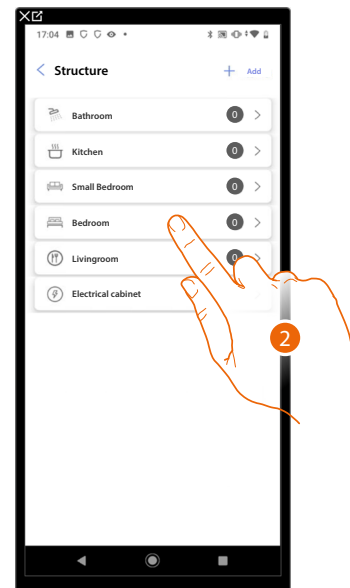 17:04
Structure
Add
Bathroom 0
Kitchen 0
Small Bedroom 0
Bedroom 0
Livingroom 0
Electrical cabinet
2